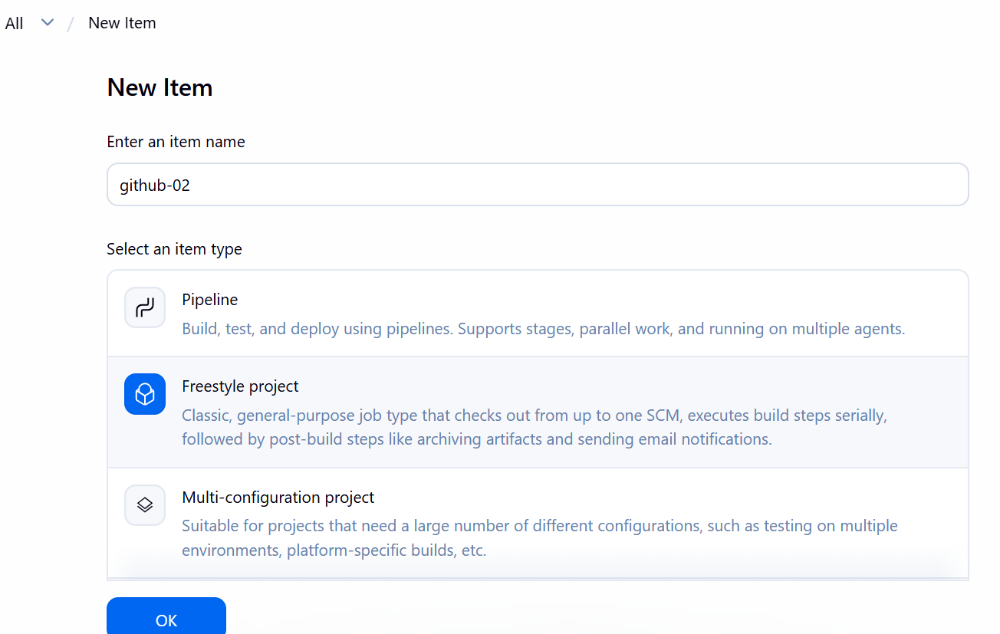 All / New Item
New Item
Enter an item name
github-02
Select an item type
Pipeline
Build, test, and deploy using pipelines. Supports stages, parallel work, and running on multiple agents.
Freestyle project
Classic, general-purpose job type that checks out from up to one SCM, executes build steps serially,
followed by post-build steps like archiving artifacts and sending email notifications.
Multi-configuration project
Suitable for projects that need a large number of different configurations, such as testing on multiple
environments, platform-specific builds, etc.
OK